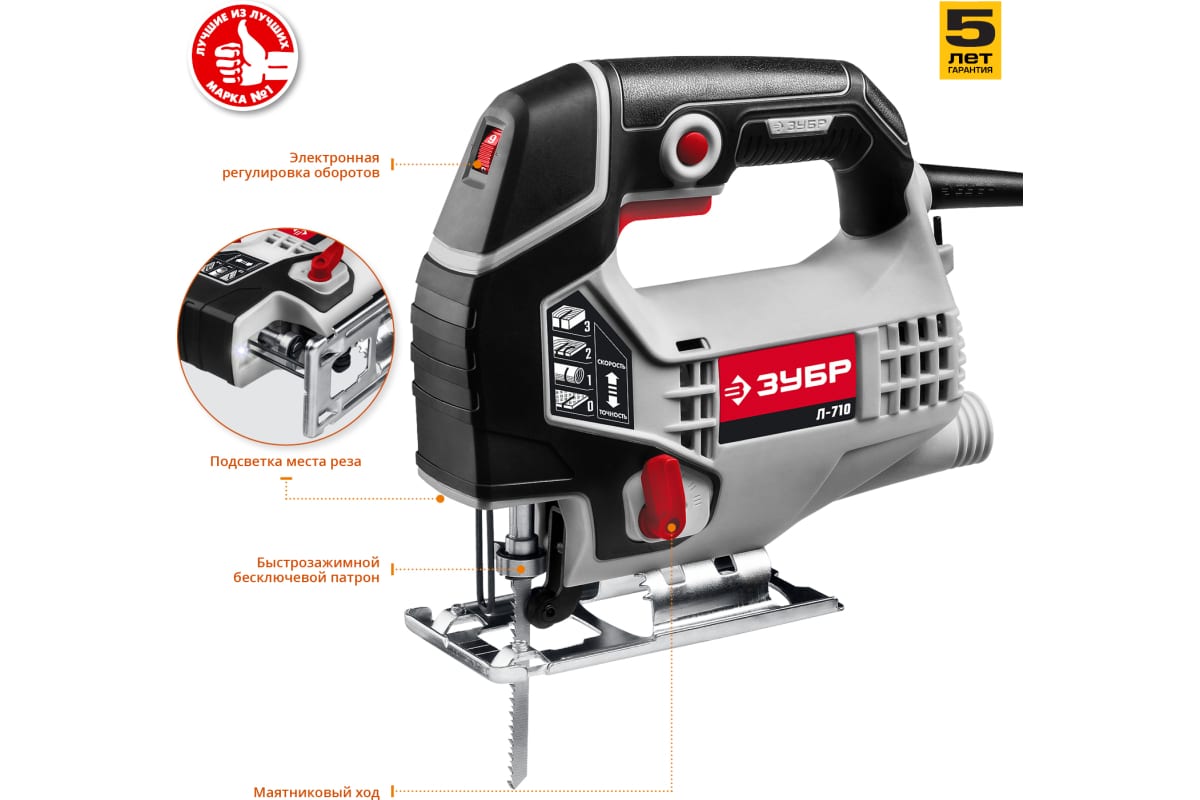 ЛУЧШИЕ ИЗ ЛУЧШИХ
МАРКА №1
5
лет
ГАРАНТИЯ
Электронная
регулировка оборотов
ЗУБР
ЗУБР
3
2
1
0
СКОРОСТЬ
ТОЧНОСТЬ
ЗУБР
Л-710
Подсветка места реза
Быстрозажимной
бесключевой патрон
Маятниковый ход